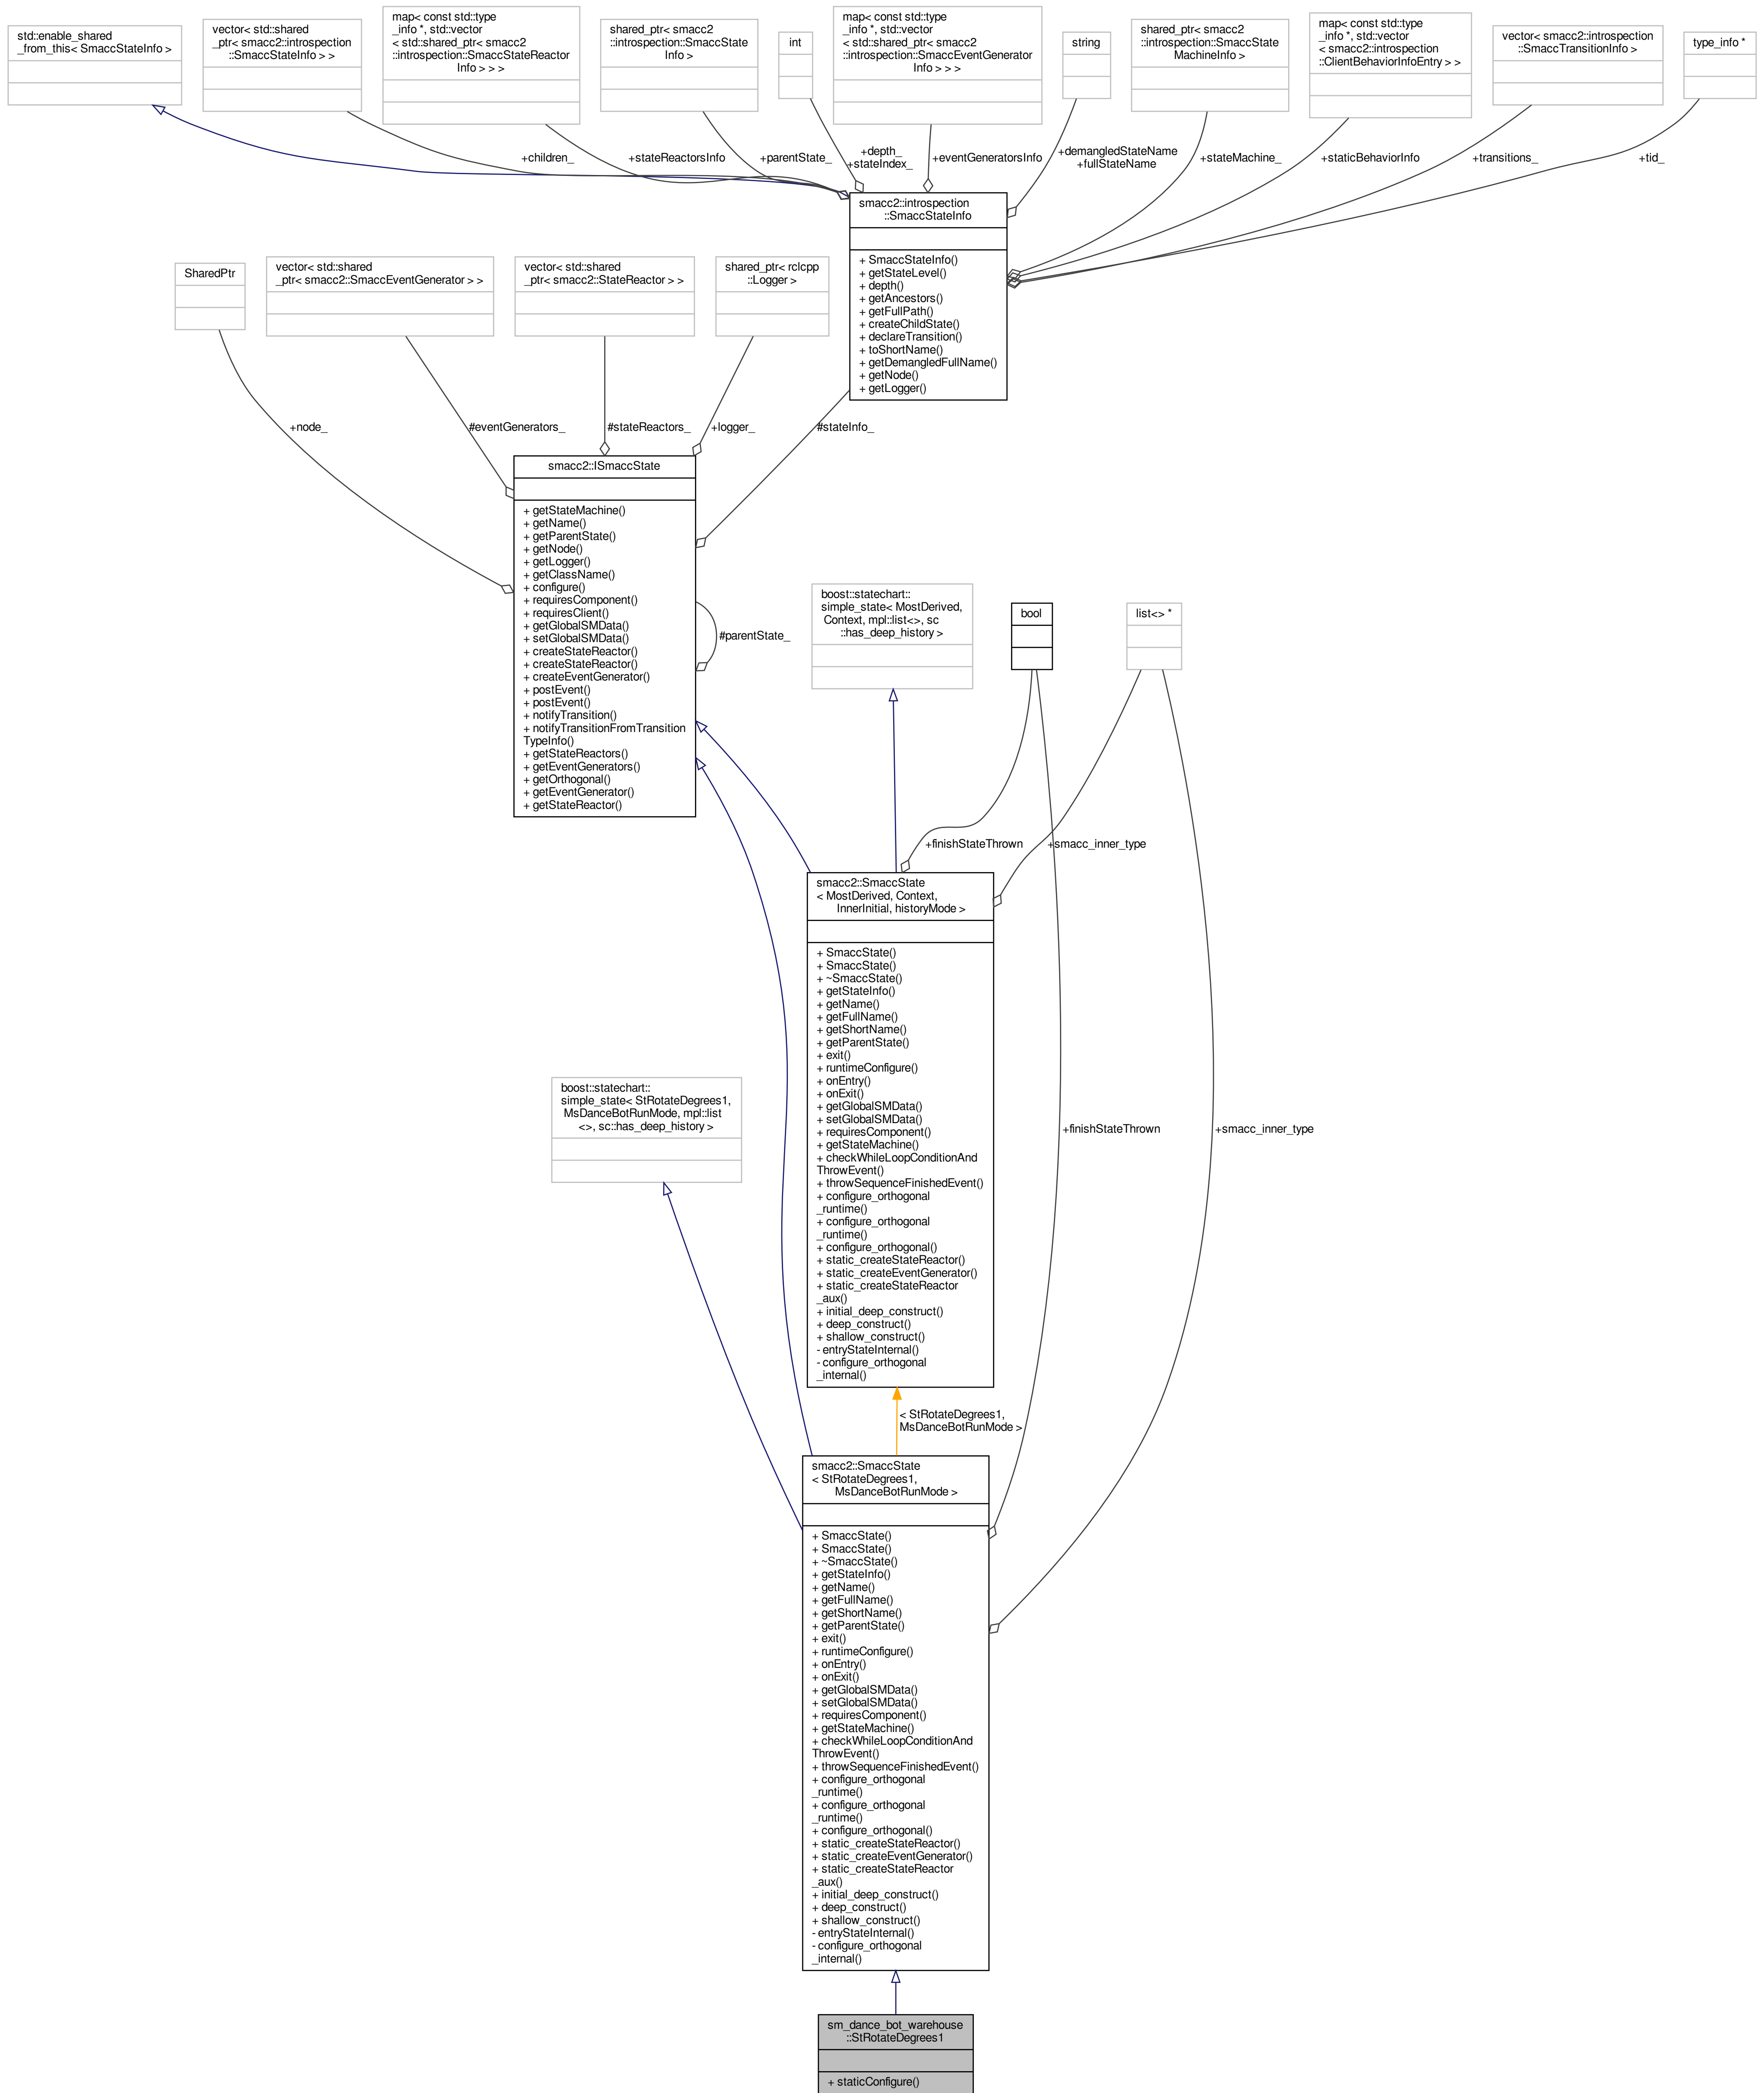 std::enable_shared
_from_this< SmaccStateInfo >
vector< std::shared
_ptr< smacc2::introspection
::SmaccStateInfo > >
map< const std::type
_info *, std::vector
< std::shared_ptr< smacc2
::introspection::SmaccStateReactor
Info > > >
shared_ptr< smacc2
::introspection::SmaccState
Info >
int
map< const std::type
_info *, std::vector
< std::shared_ptr< smacc2
::introspection::SmaccEventGenerator
Info > > >
string
shared_ptr< smacc2
::introspection::SmaccState
MachineInfo >
map< const std::type
_info *, std::vector
< smacc2::introspection
::ClientBehaviorInfoEntry > >
vector< smacc2::introspection
::SmaccTransitionInfo >
type_info *
+children_
+stateReactorsInfo
+parentState_
+depth_
+stateIndex_
+eventGeneratorsInfo
+demangledStateName
+fullStateName
+stateMachine_
+staticBehaviorInfo
+transitions_
+tid_
smacc2::introspection
::SmaccStateInfo
+ SmaccStateInfo()
+ getStateLevel()
+ depth()
+ getAncestors()
+ getFullPath()
+ createChildState()
+ declareTransition()
+ toShortName()
+ getDemangledFullName()
+ getNode()
+ getLogger()
SharedPtr
vector< std::shared
_ptr< smacc2::SmaccEventGenerator > >
vector< std::shared
_ptr< smacc2::StateReactor > >
shared_ptr< rclcpp
::Logger >
+node_
#eventGenerators_
#stateReactors_
+logger_
#stateInfo_
smacc2::ISmaccState
+ getStateMachine()
+ getName()
+ getParentState()
+ getNode()
+ getLogger()
+ getClassName()
+ configure()
+ requiresComponent()
+ requiresClient()
+ getGlobalSMData()
+ setGlobalSMData()
+ createStateReactor()
+ createStateReactor()
+ createEventGenerator()
+ postEvent()
+ postEvent()
+ notifyTransition()
+ notifyTransitionFromTransition
TypeInfo()
+ getStateReactors()
+ getEventGenerators()
+ getOrthogonal()
+ getEventGenerator()
+ getStateReactor()
#parentState_
boost::statechart::
simple_state< MostDerived,
Context, mpl::list<>, sc
::has_deep_history >
bool
list<> *
+finishStateThrown
+smacc_inner_type
smacc2::SmaccState
< MostDerived, Context,
InnerInitial, historyMode >
+ SmaccState()
+ SmaccState()
+ ~SmaccState()
+ getStateInfo()
+ getName()
+ getFullName()
+ getShortName()
+ getParentState()
+ exit()
+ runtimeConfigure()
+ onEntry()
+ onExit()
+ getGlobalSMData()
+ setGlobalSMData()
+ requiresComponent()
+ getStateMachine()
+ checkWhileLoopConditionAnd
ThrowEvent()
+ throwSequenceFinishedEvent()
+ configure_orthogonal
_runtime()
+ configure_orthogonal
_runtime()
+ configure_orthogonal()
+ static_createStateReactor()
+ static_createEventGenerator()
+ static_createStateReactor
_aux()
+ initial_deep_construct()
+ deep_construct()
+ shallow_construct()
- entryStateInternal()
- configure_orthogonal
_internal()
boost::statechart::
simple_state< StRotateDegrees1,
MsDanceBotRunMode, mpl::list
<>, sc::has_deep_history >
+finishStateThrown
+smacc_inner_type
< StRotateDegrees1,
MsDanceBotRunMode >
smacc2::SmaccState
< StRotateDegrees1,
MsDanceBotRunMode >
+ SmaccState()
+ SmaccState()
+ ~SmaccState()
+ getStateInfo()
+ getName()
+ getFullName()
+ getShortName()
+ getParentState()
+ exit()
+ runtimeConfigure()
+ onEntry()
+ onExit()
+ getGlobalSMData()
+ setGlobalSMData()
+ requiresComponent()
+ getStateMachine()
+ checkWhileLoopConditionAnd
ThrowEvent()
+ throwSequenceFinishedEvent()
+ configure_orthogonal
_runtime()
+ configure_orthogonal
_runtime()
+ configure_orthogonal()
+ static_createStateReactor()
+ static_createEventGenerator()
+ static_createStateReactor
_aux()
+ initial_deep_construct()
+ deep_construct()
+ shallow_construct()
- entryStateInternal()
- configure_orthogonal
_internal()
sm_dance_bot_warehouse
::StRotateDegrees1
+ staticConfigure()